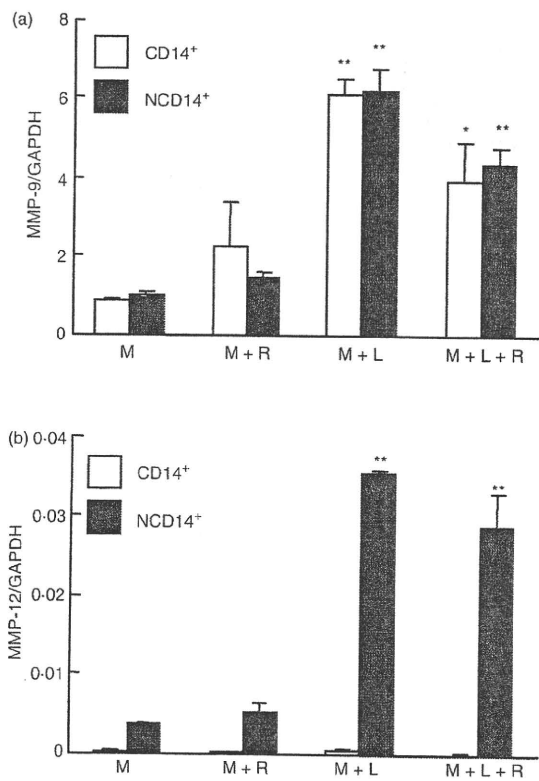 (a)
8
6
4
2
0
MMP-9/GAPDH
CD14⁺
NCD14⁺
** **
* **
M M + R M + L M + L + R
(b)
0·04
0·03
0·02
0·01
0
MMP-12/GAPDH
CD14⁺
NCD14⁺
**
**
M M + R M + L M + L + R